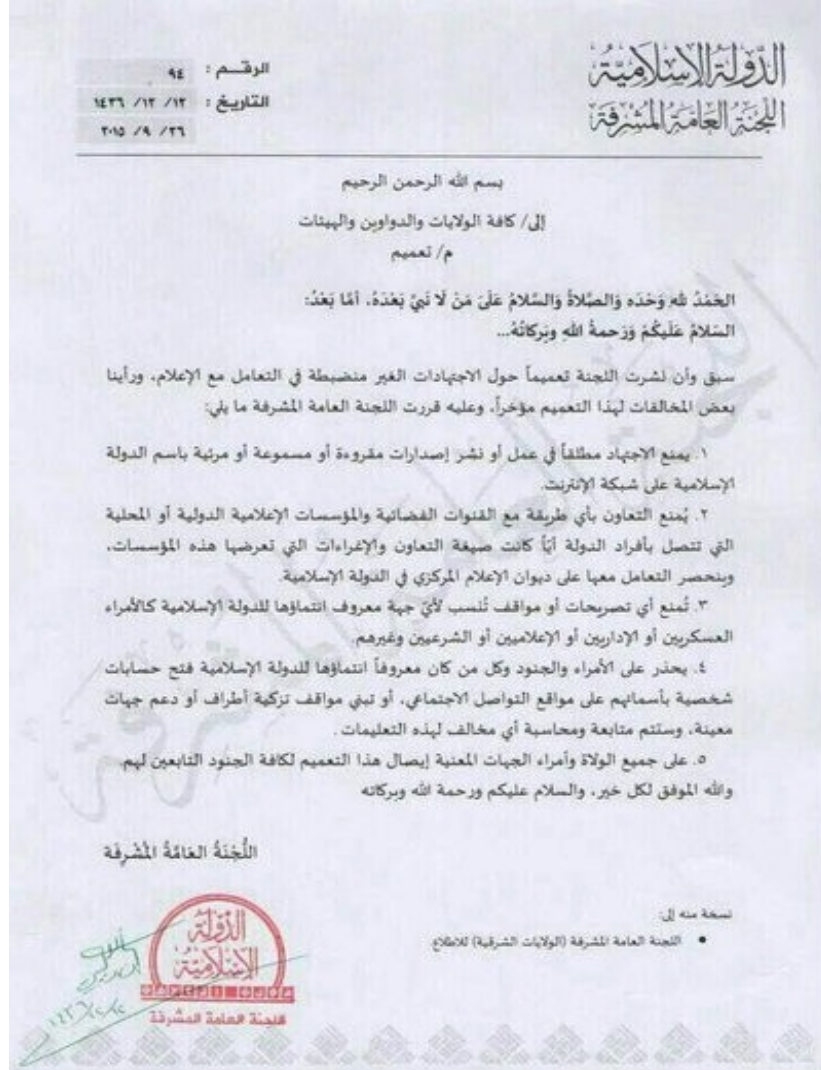 الدولة الإسلامية
اللجنة العامة المشرفة
الرقم : ٩٤
التاريخ : ١٢/ ١٢/ ١٤٣٦
٢٦/ ٩/ ٢٠١٥
بسم الله الرحمن الرحيم
إلى/ كافة الولايات والدواوين والهيئات
م/ تعميم
الحَمْدُ للهِ وَحْدَه وَالصَّلاةُ وَالسَّلامُ عَلَى مَنْ لَا نَبِيَّ بَعْدَهُ، أمَّا بَعْدُ:
السَّلامُ عَلَيكُمْ وَرَحمةُ اللهِ وَبَركاتُهُ...
سبق وأن نشرت اللجنة تعميماً حول الاجتهادات الغير منضبطة في التعامل مع الإعلام، ورأينا
بعض المخالفات لهذا التعميم مؤخراً، وعليه قررت اللجنة العامة المشرفة ما يلي:
١. يمنع الاجتهاد مطلقاً في عمل أو نشر إصدارات مقروءة أو مسموعة أو مرئية باسم الدولة
الإسلامية على شبكة الإنترنت.
٢. يُمنع التعاون بأي طريقة مع القنوات الفضائية والمؤسسات الإعلامية الدولية أو المحلية
التي تتصل بأفراد الدولة أيّاً كانت صيغة التعاون والإغراءات التي تعرضها هذه المؤسسات،
وينحصر التعامل معها على ديوان الإعلام المركزي في الدولة الإسلامية.
٣. تُمنع أي تصريحات أو مواقف تُنسب لأيّ جهة معروف انتماؤها للدولة الإسلامية كالأمراء
العسكريين أو الإداريين أو الإعلاميين أو الشرعيين وغيرهم.
٤. يحذر على الأمراء والجنود وكل من كان معروفاً انتماؤها للدولة الإسلامية فتح حسابات
شخصية بأسمائهم على مواقع التواصل الاجتماعي، أو تبني مواقف تزكية أطراف أو دعم جهات
معينة، وستتم متابعة ومحاسبة أي مخالف لهذه التعليمات.
٥. على جميع الولاة وأمراء الجهات المعنية إيصال هذا التعميم لكافة الجنود التابعين لهم.
والله الموفق لكل خير، والسلام عليكم ورحمة الله وبركاته
اللَّجْنَةُ العَامَّةُ المُشْرِفَة
نسخة منه إلى:
• اللجنة العامة المشرفة (الولايات الشرقية) للاطلاع.
الدولة
الإسلامية
اللجنة العامة المشرفة